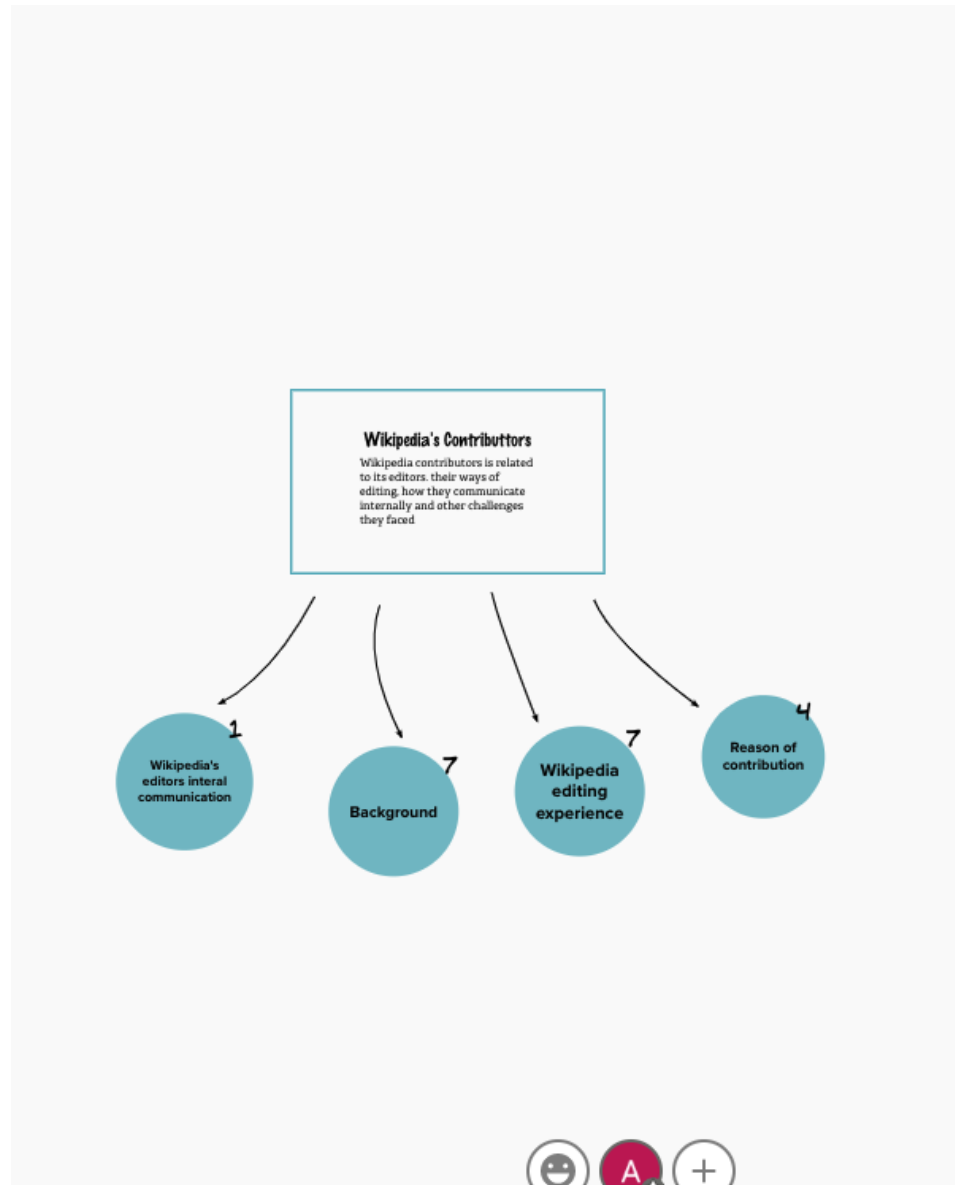 Wikipedia's Contributtors
Wikipedia contributors is related
to its editors. their ways of
editing, how they communicate
internally and other challenges
they faced
1
Wikipedia's
editors interal
communication
7
Background
7
Wikipedia
editing
experience
4
Reason of
contribution
A